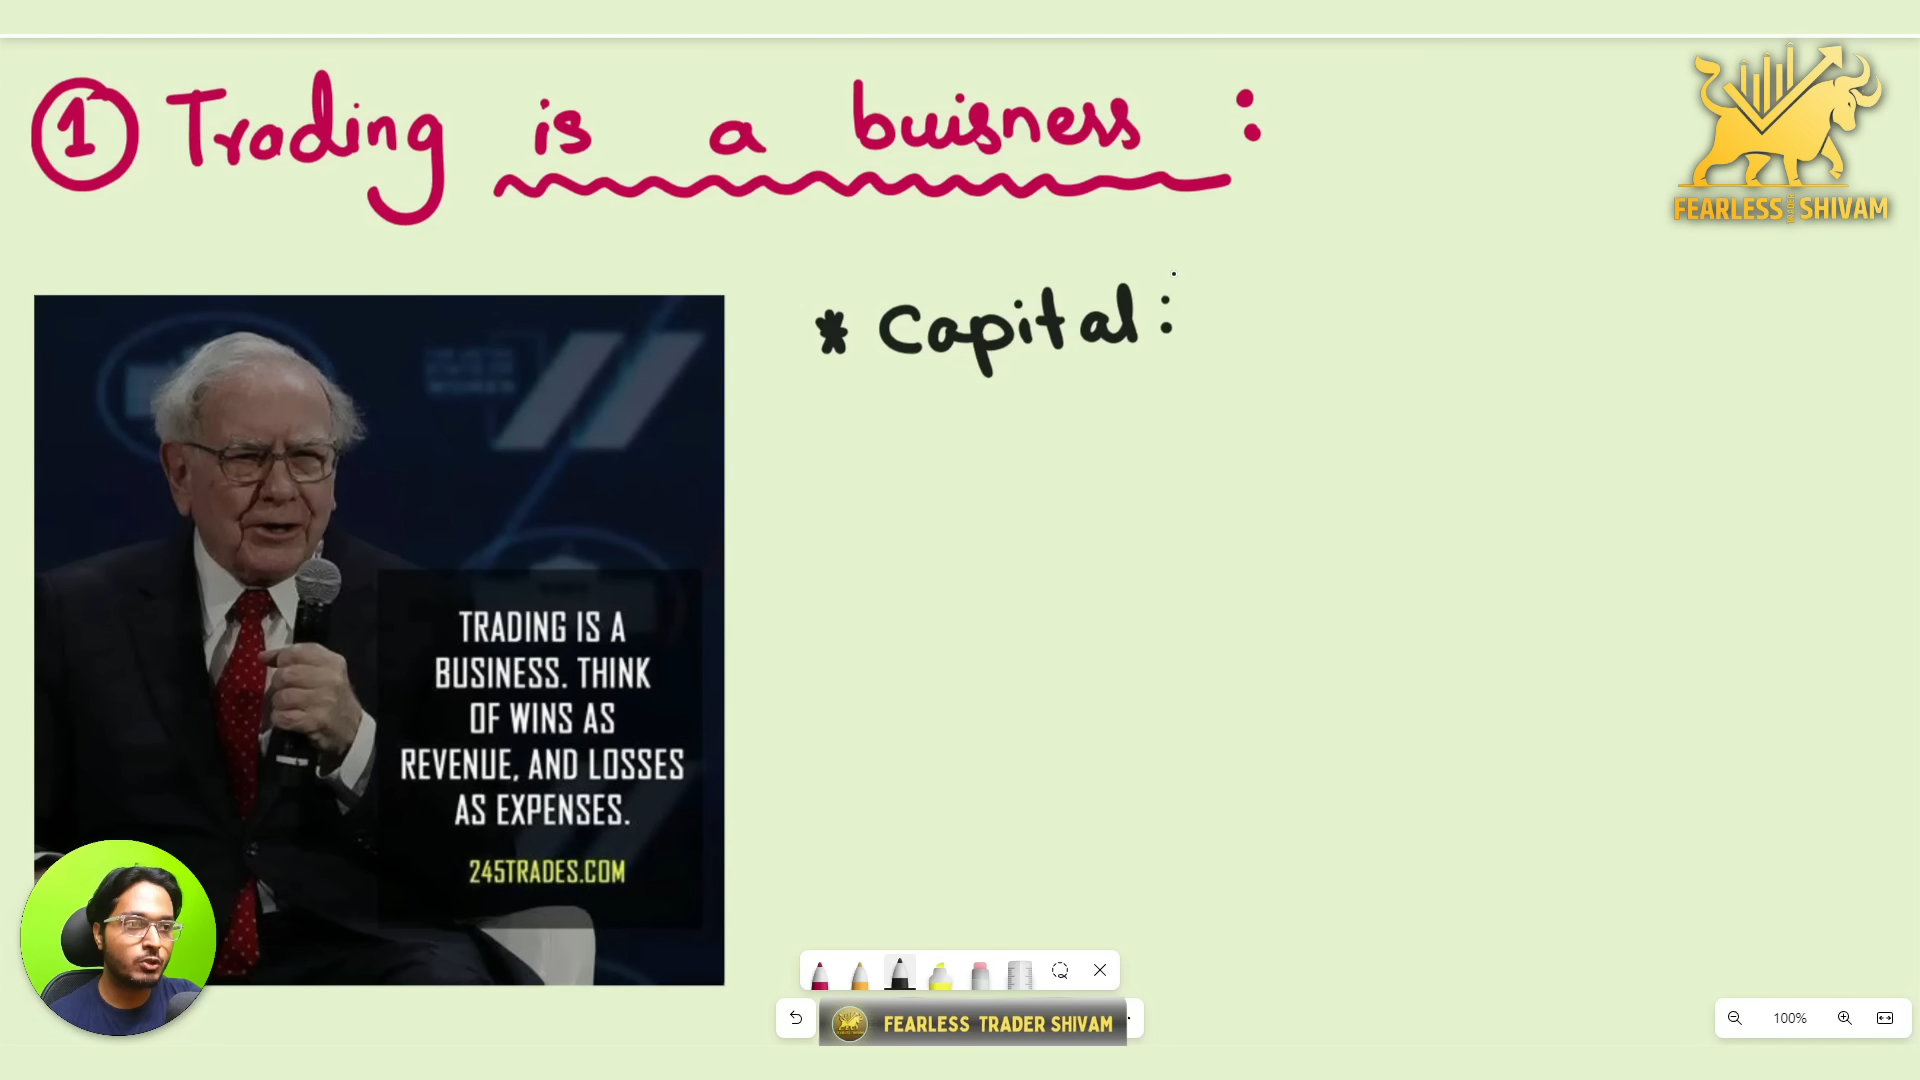 1 Trading is a buisness :
FEARLESS SHIVAM
* Capital :
TRADING IS A
BUSINESS. THINK
OF WINS AS
REVENUE, AND LOSSES
AS EXPENSES.
245TRADES.COM
FEARLESS TRADER SHIVAM
100%